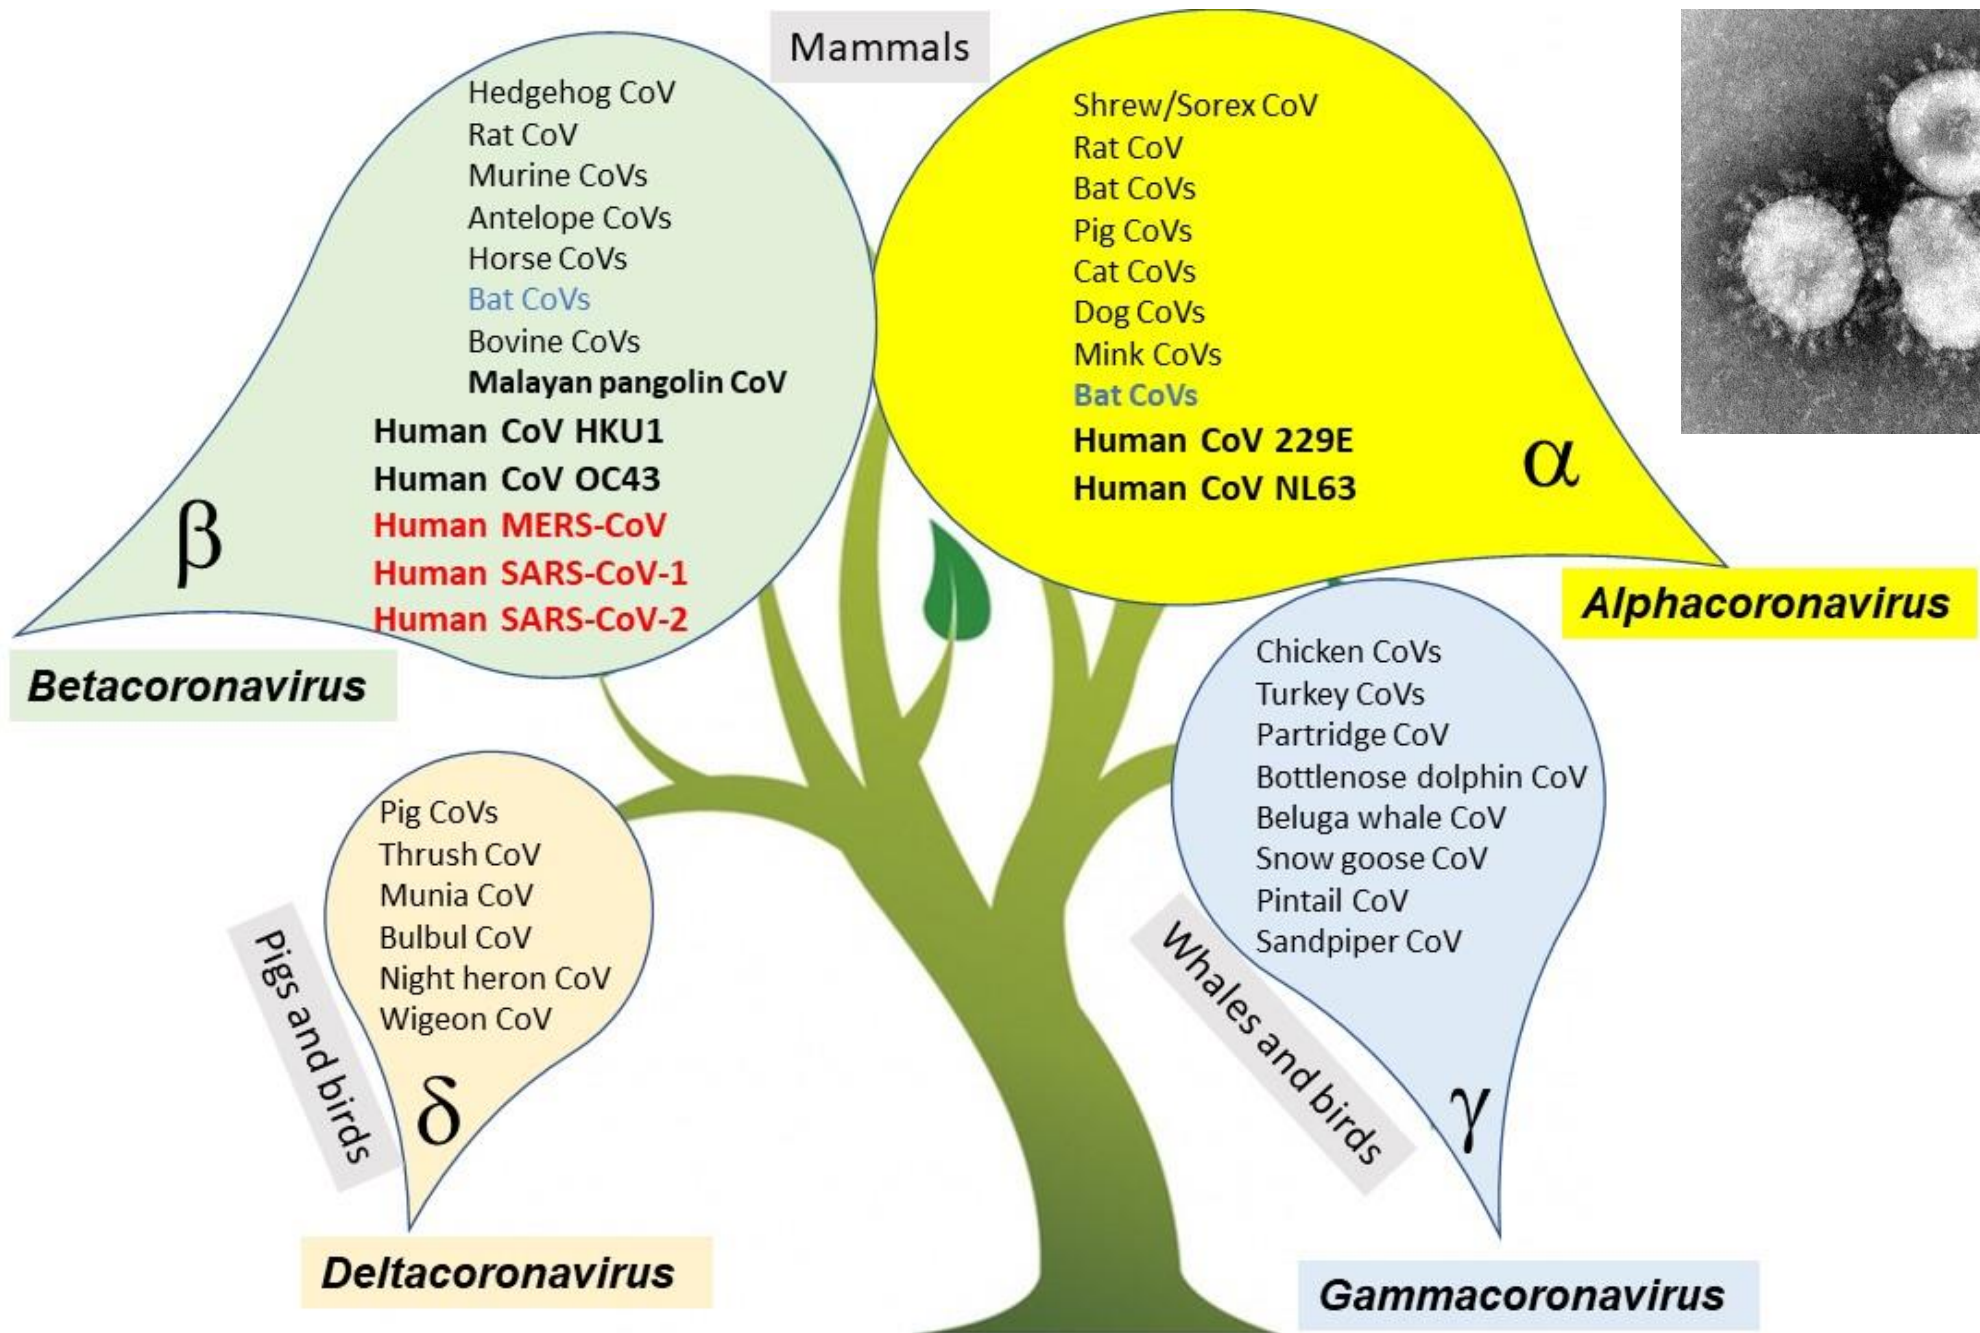 Mammals
Hedgehog CoV
Rat CoV
Murine CoVs
Antelope CoVs
Horse CoVs
Bat CoVs
Bovine CoVs
Malayan pangolin CoV
Human CoV HKU1
Human CoV OC43
Human MERS-CoV
Human SARS-CoV-1
Human SARS-CoV-2
β
Betacoronavirus
Shrew/Sorex CoV
Rat CoV
Bat CoVs
Pig CoVs
Cat CoVs
Dog CoVs
Mink CoVs
Bat CoVs
Human CoV 229E
Human CoV NL63
α
Alphacoronavirus
Pig CoVs
Thrush CoV
Munia CoV
Bulbul CoV
Night heron CoV
Wigeon CoV
δ
Pigs and birds
Deltacoronavirus
Chicken CoVs
Turkey CoVs
Partridge CoV
Bottlenose dolphin CoV
Beluga whale CoV
Snow goose CoV
Pintail CoV
Sandpiper CoV
γ
Whales and birds
Gammacoronavirus